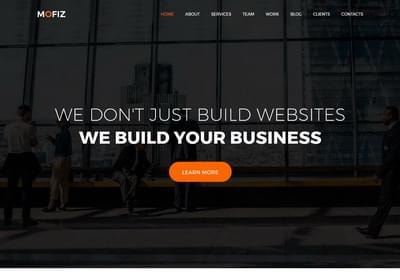 MOFIZ
HOME ABOUT SERVICES TEAM WORK BLOG CLIENTS CONTACTS
WE DON'T JUST BUILD WEBSITES
WE BUILD YOUR BUSINESS
LEARN MORE